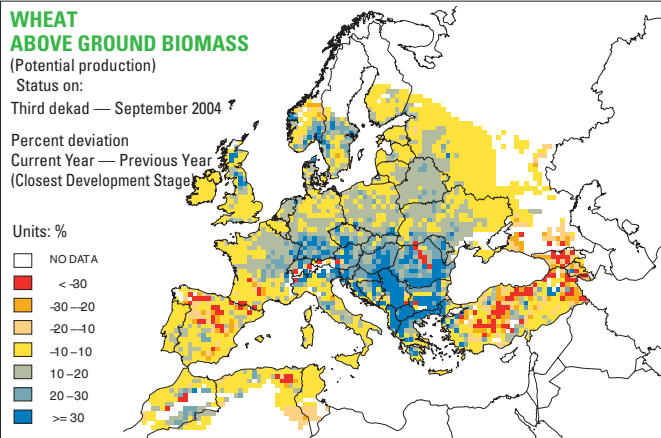 WHEAT
ABOVE GROUND BIOMASS
(Potential production)
Status on:
Third dekad — September 2004
Percent deviation
Current Year — Previous Year
(Closest Development Stage)
Units: %
NO DATA
< -30
-30 –-20
-20 –-10
-10 –10
10 –20
20 –30
>= 30